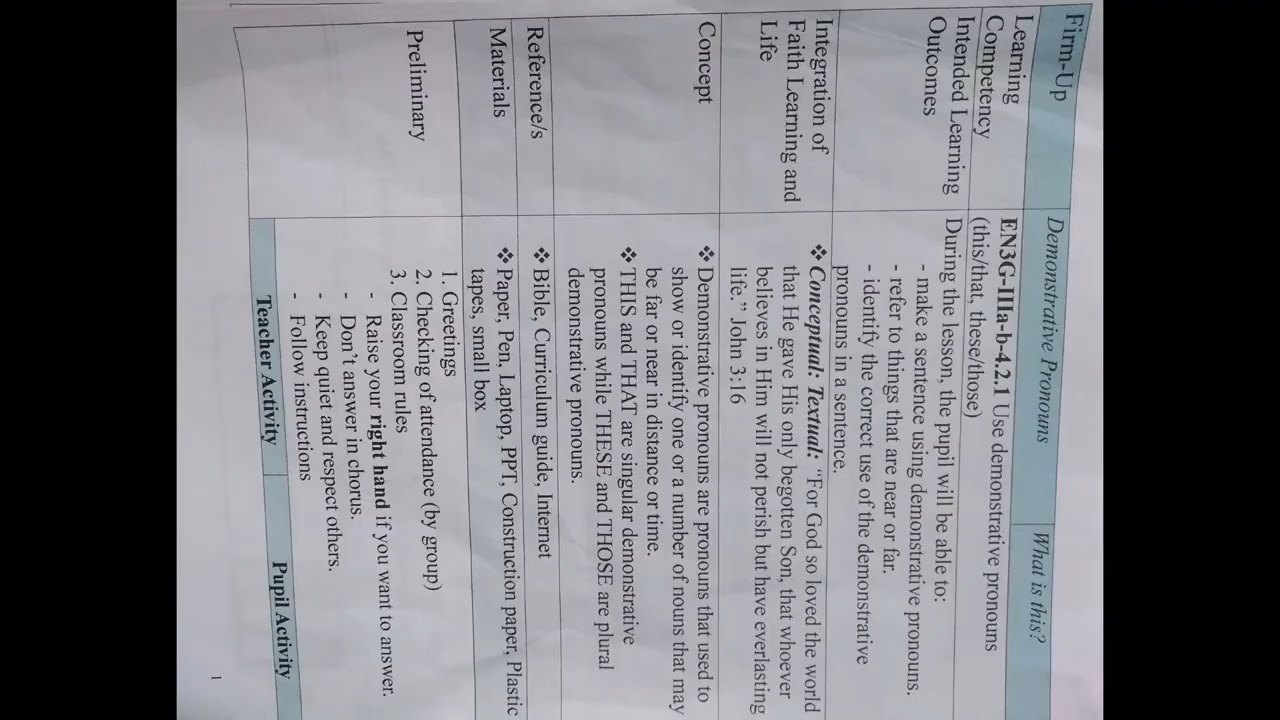 Firm-Up
Demonstrative Pronouns
What is this?
Learning
Competency
EN3G-IIIa-b-4.2.1 Use demonstrative pronouns
(this/that, these/those)
Intended Learning
Outcomes
During the lesson, the pupil will be able to:
- make a sentence using demonstrative pronouns.
- refer to things that are near or far.
- identify the correct use of the demonstrative
pronouns in a sentence.
Integration of
Faith Learning and
Life
❖ Conceptual: Textual: “For God so loved the world
that He gave His only begotten Son, that whoever
believes in Him will not perish but have everlasting
life.” John 3:16
Concept
❖ Demonstrative pronouns are pronouns that used to
show or identify one or a number of nouns that may
be far or near in distance or time.
❖ THIS and THAT are singular demonstrative
pronouns while THESE and THOSE are plural
demonstrative pronouns.
Reference/s
❖ Bible, Curriculum guide, Internet
Materials
❖ Paper, Pen, Laptop, PPT, Construction paper, Plastic
tapes, small box
Preliminary
1. Greetings
2. Checking of attendance (by group)
3. Classroom rules
- Raise your right hand if you want to answer.
- Don’t answer in chorus.
- Keep quiet and respect others.
- Follow instructions
Teacher Activity
Pupil Activity
1